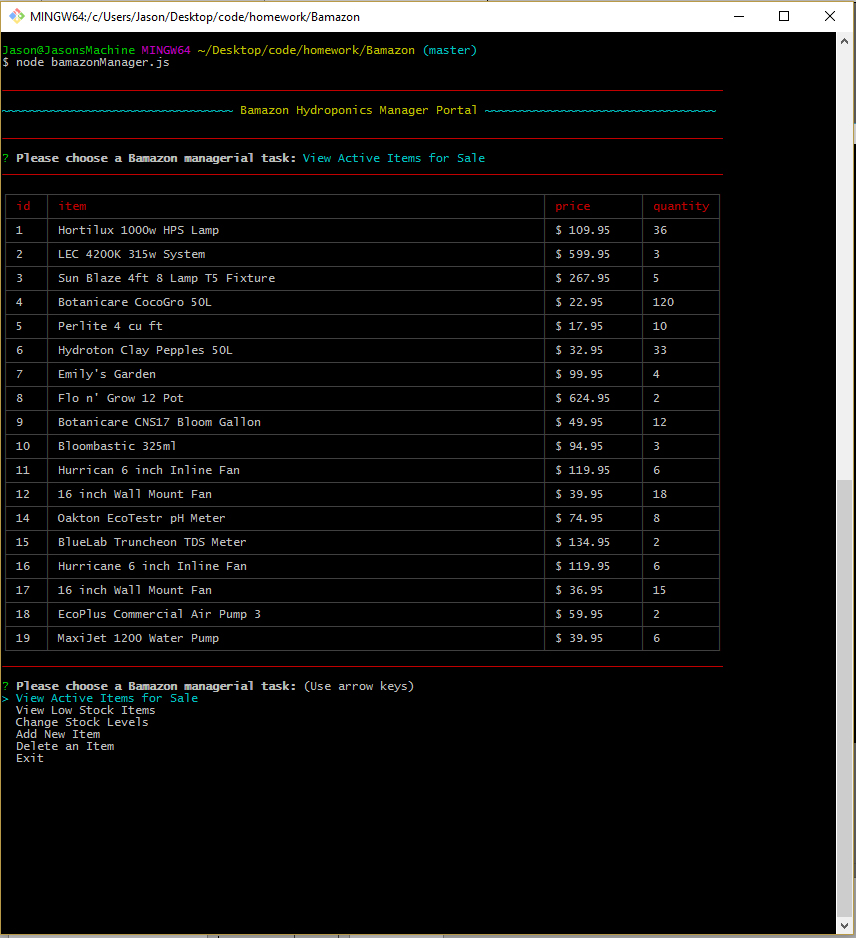 MINGW64:/c/Users/Jason/Desktop/code/homework/Bamazon
Jason@JasonsMachine MINGW64 ~/Desktop/code/homework/Bamazon (master)
$ node bamazonManager.js
~~~~~~~~~~~~~~~~~~~~~~~~~~~~~~~~~ Bamazon Hydroponics Manager Portal ~~~~~~~~~~~~~~~~~~~~~~~~~~~~~~~~~
? Please choose a Bamazon managerial task: View Active Items for Sale
id item price quantity
1 Hortilux 1000w HPS Lamp $ 109.95 36
2 LEC 4200K 315w System $ 599.95 3
3 Sun Blaze 4ft 8 Lamp T5 Fixture $ 267.95 5
4 Botanicare CocoGro 50L $ 22.95 120
5 Perlite 4 cu ft $ 17.95 10
6 Hydroton Clay Pepples 50L $ 32.95 33
7 Emily's Garden $ 99.95 4
8 Flo n' Grow 12 Pot $ 624.95 2
9 Botanicare CNS17 Bloom Gallon $ 49.95 12
10 Bloombastic 325ml $ 94.95 3
11 Hurrican 6 inch Inline Fan $ 119.95 6
12 16 inch Wall Mount Fan $ 39.95 18
14 Oakton EcoTestr pH Meter $ 74.95 8
15 BlueLab Truncheon TDS Meter $ 134.95 2
16 Hurricane 6 inch Inline Fan $ 119.95 6
17 16 inch Wall Mount Fan $ 36.95 15
18 EcoPlus Commercial Air Pump 3 $ 59.95 2
19 MaxiJet 1200 Water Pump $ 39.95 6
? Please choose a Bamazon managerial task: (Use arrow keys)
> View Active Items for Sale
View Low Stock Items
Change Stock Levels
Add New Item
Delete an Item
Exit